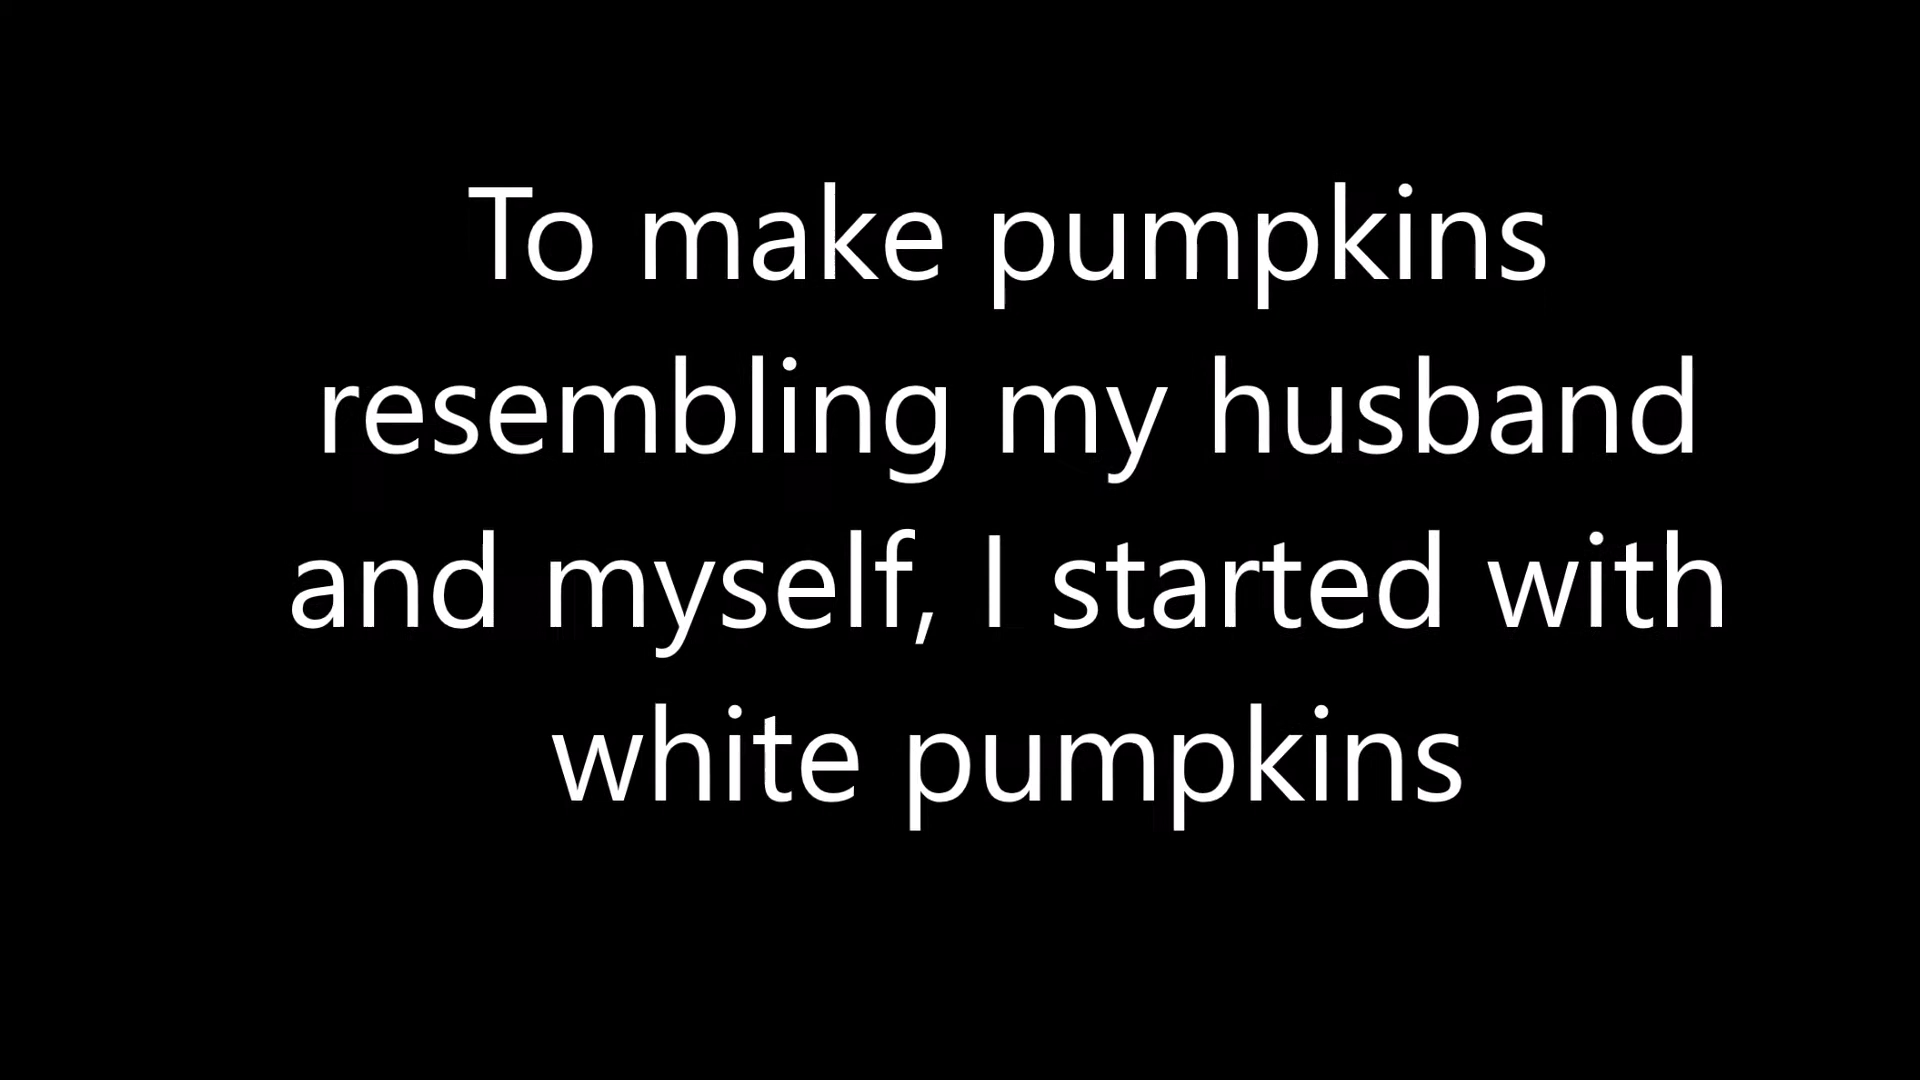 To make pumpkins
resembling my husband
and myself, I started with
white pumpkins